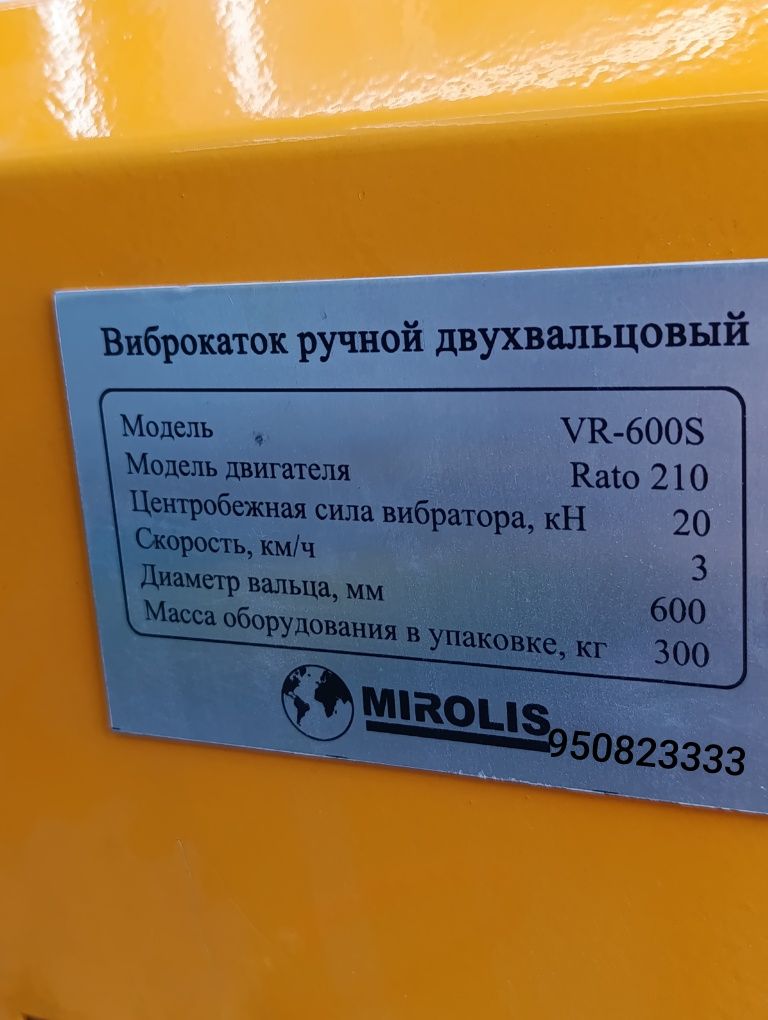 Виброкаток ручной двухвальцовый
Модель VR-600S
Модель двигателя Rato 210
Центробежная сила вибратора, кН 20
Скорость, км/ч 3
Диаметр вальца, мм 600
Масса оборудования в упаковке, кг 300
MIROLIS
950823333